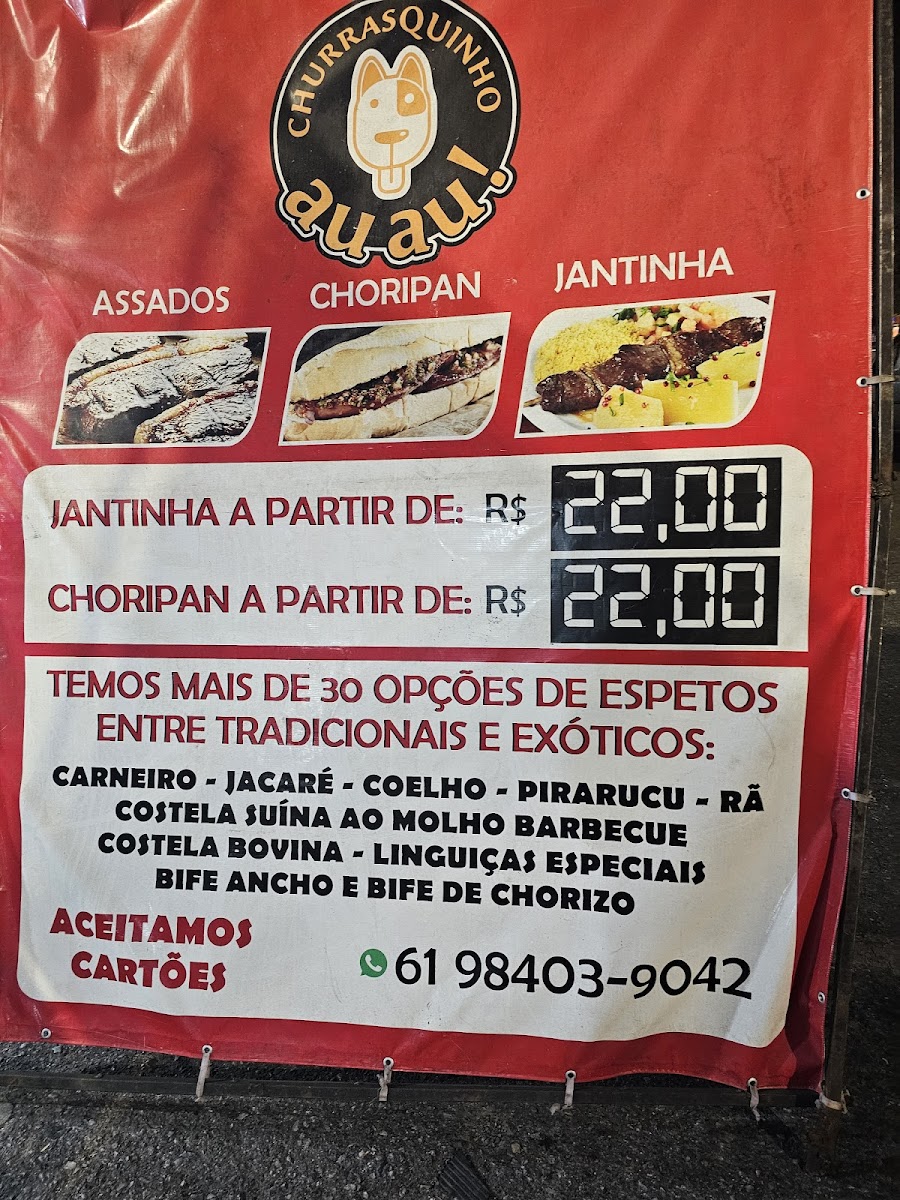 CHURRASQUINHO
au au!
ASSADOS
CHORIPAN
JANTINHA
JANTINHA A PARTIR DE: R$ 22,00
CHORIPAN A PARTIR DE: R$ 22,00
TEMOS MAIS DE 30 OPÇÕES DE ESPETOS
ENTRE TRADICIONAIS E EXÓTICOS:
CARNEIRO - JACARÉ - COELHO - PIRARUCU - RÃ
COSTELA SUÍNA AO MOLHO BARBECUE
COSTELA BOVINA - LINGUIÇAS ESPECIAIS
BIFE ANCHO E BIFE DE CHORIZO
ACEITAMOS
CARTÕES
61 98403-9042